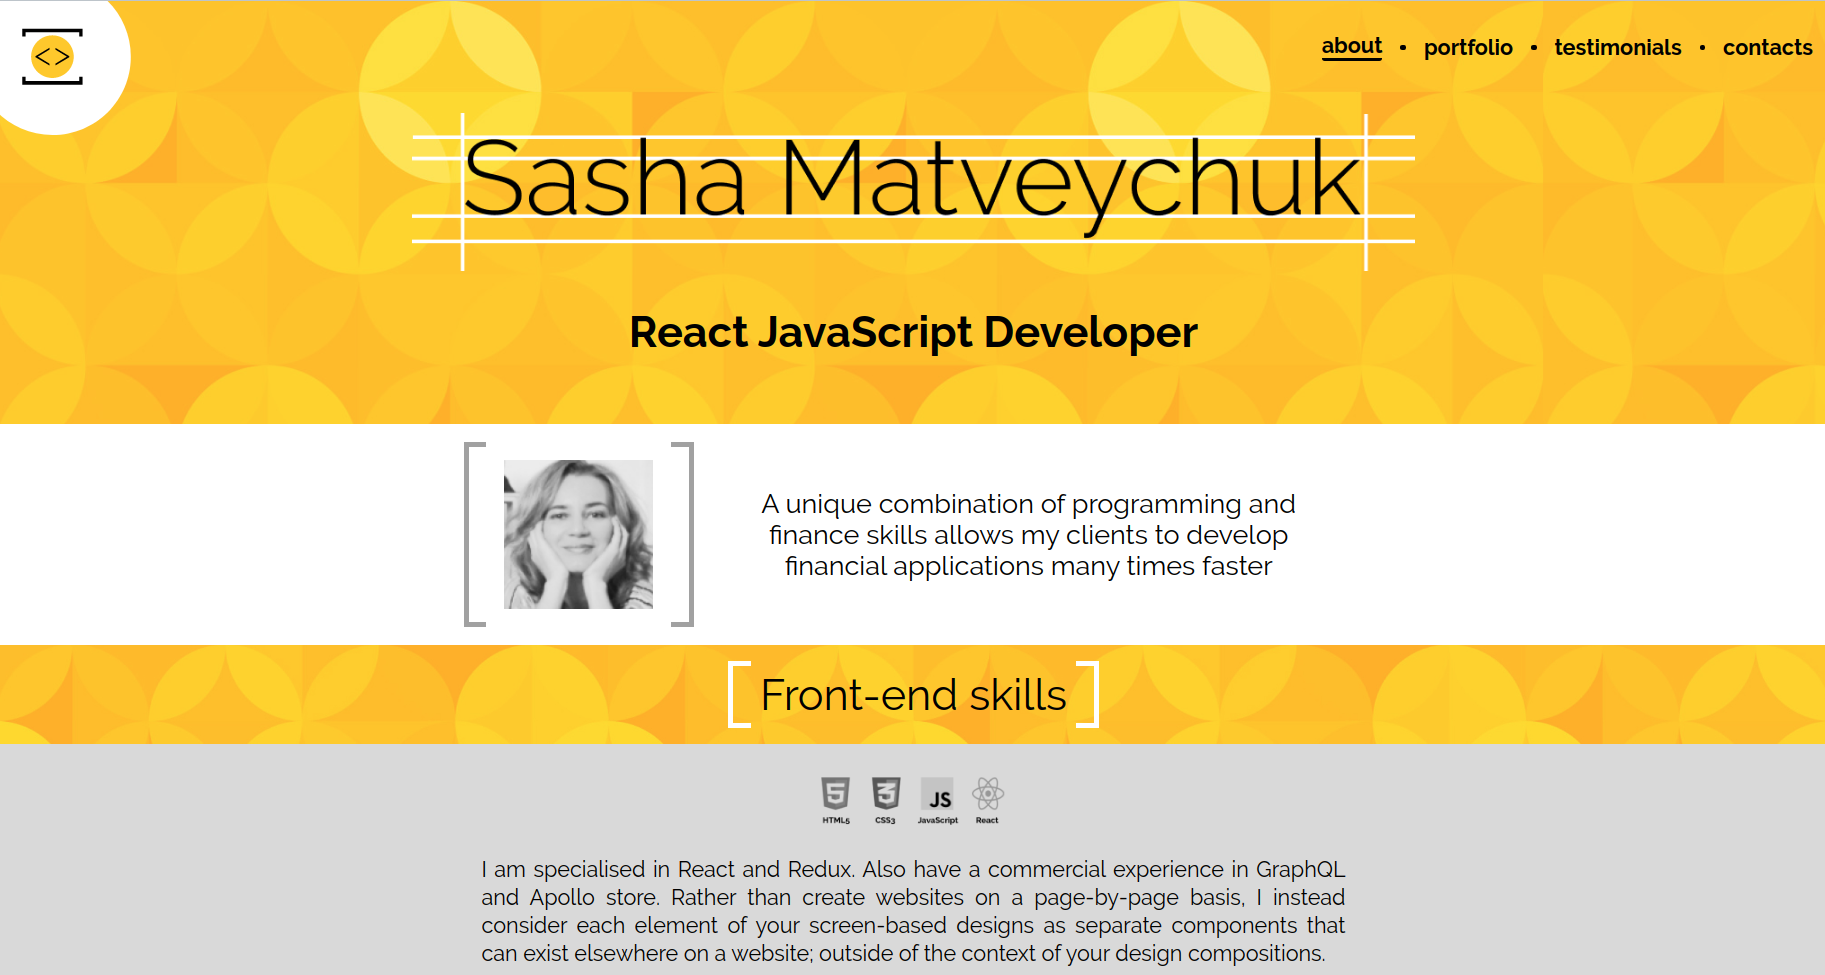 <>
about • portfolio • testimonials • contacts
Sasha Matveychuk
React JavaScript Developer
A unique combination of programming and
finance skills allows my clients to develop
financial applications many times faster
Front-end skills
HTML5 CSS3 JS JavaScript React
I am specialised in React and Redux. Also have a commercial experience in GraphQL
and Apollo store. Rather than create websites on a page-by-page basis, I instead
consider each element of your screen-based designs as separate components that
can exist elsewhere on a website; outside of the context of your design compositions.